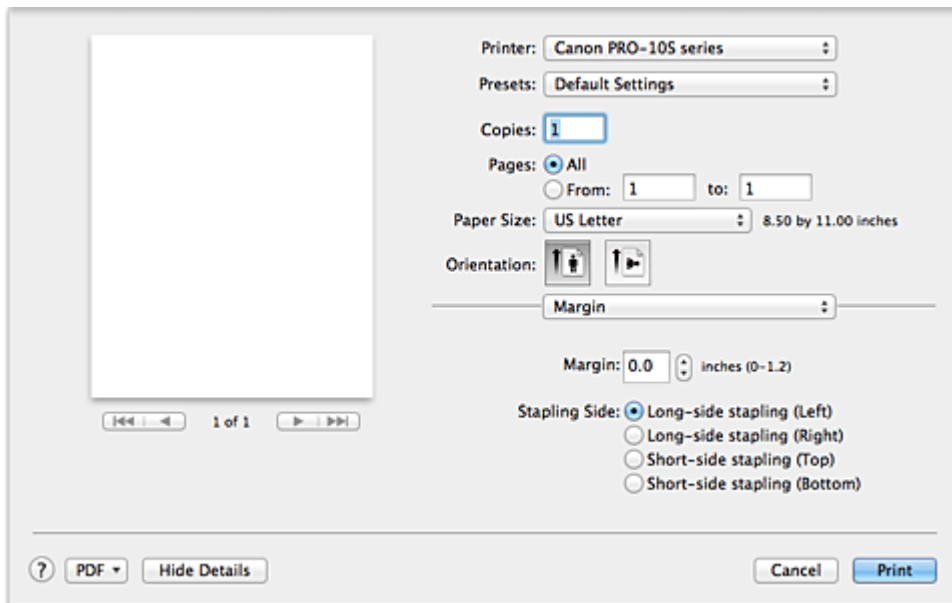 Printer: Canon PRO-10S series
Presets: Default Settings
Copies: 1
Pages: All
From: 1 to: 1
Paper Size: US Letter 8.50 by 11.00 inches
Orientation:
Margin
Margin: 0.0 inches (0-1.2)
Stapling Side: Long-side stapling (Left)
Long-side stapling (Right)
Short-side stapling (Top)
Short-side stapling (Bottom)
1 of 1
? PDF Hide Details Cancel Print